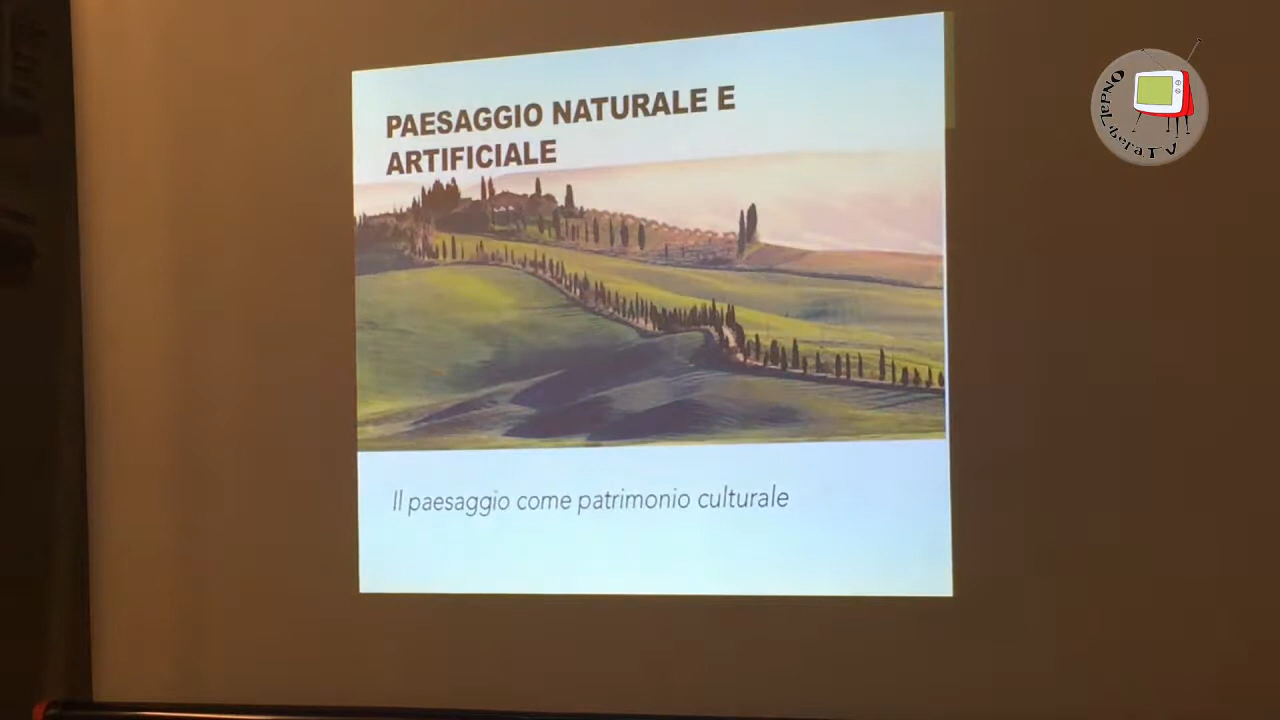 PAESAGGIO NATURALE E
ARTIFICIALE
Il paesaggio come patrimonio culturale
OndaLiberaTV